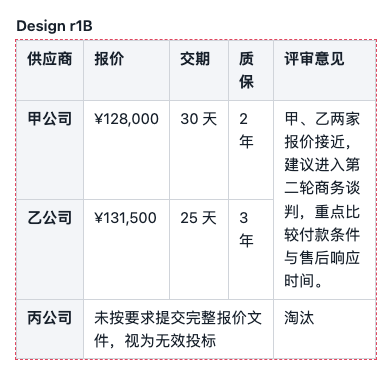 Design r1B
供应商 报价 交期 质
保 评审意见
甲公司 ¥128,000 30 天 2
年
甲、乙两家
报价接近，
建议进入第
二轮商务谈
判，重点比
较付款条件
与售后响应
时间。
乙公司 ¥131,500 25 天 3
年
丙公司 未按要求提交完整报价文
件，视为无效投标 淘汰